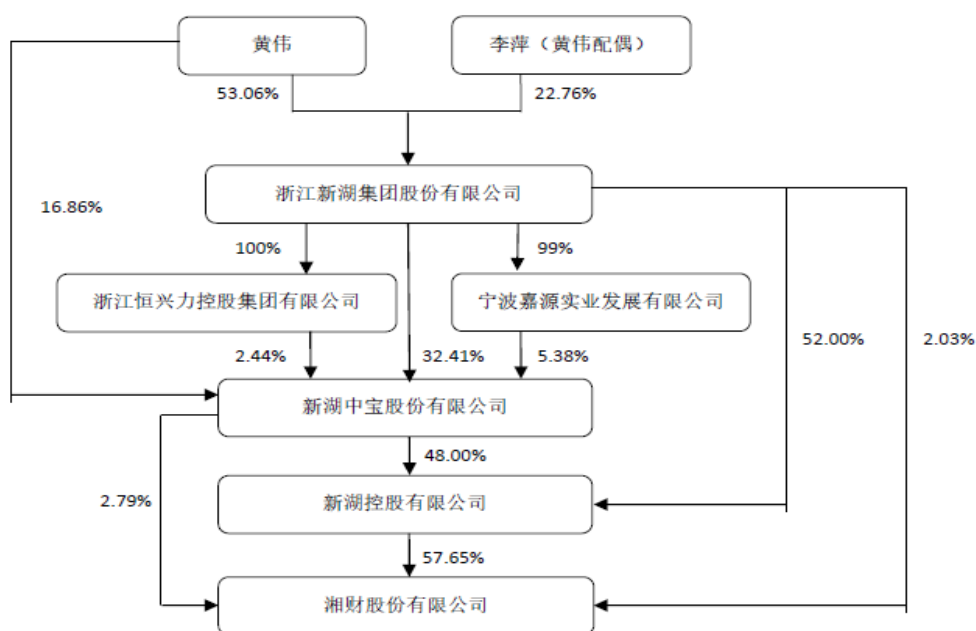 黄伟
李萍（黄伟配偶）
53.06%
22.76%
浙江新湖集团股份有限公司
16.86%
100%
99%
浙江恒兴力控股集团有限公司
宁波嘉源实业发展有限公司
52.00%
2.03%
2.44%
32.41%
5.38%
新湖中宝股份有限公司
48.00%
2.79%
新湖控股有限公司
57.65%
湘财股份有限公司